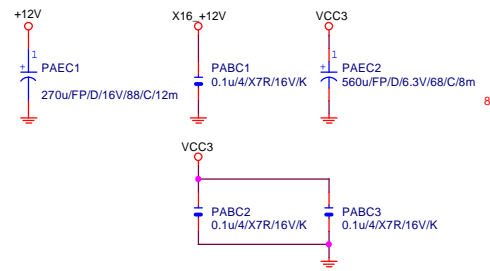 +12V
X16_+12V
VCC3
1
+
PAEC1
270u/FP/D/16V/88/C/12m
PABC1
0.1u/4/X7R/16V/K
1
+
PAEC2
560u/FP/D/6.3V/68/C/8m
8
VCC3
PABC2
0.1u/4/X7R/16V/K
PABC3
0.1u/4/X7R/16V/K